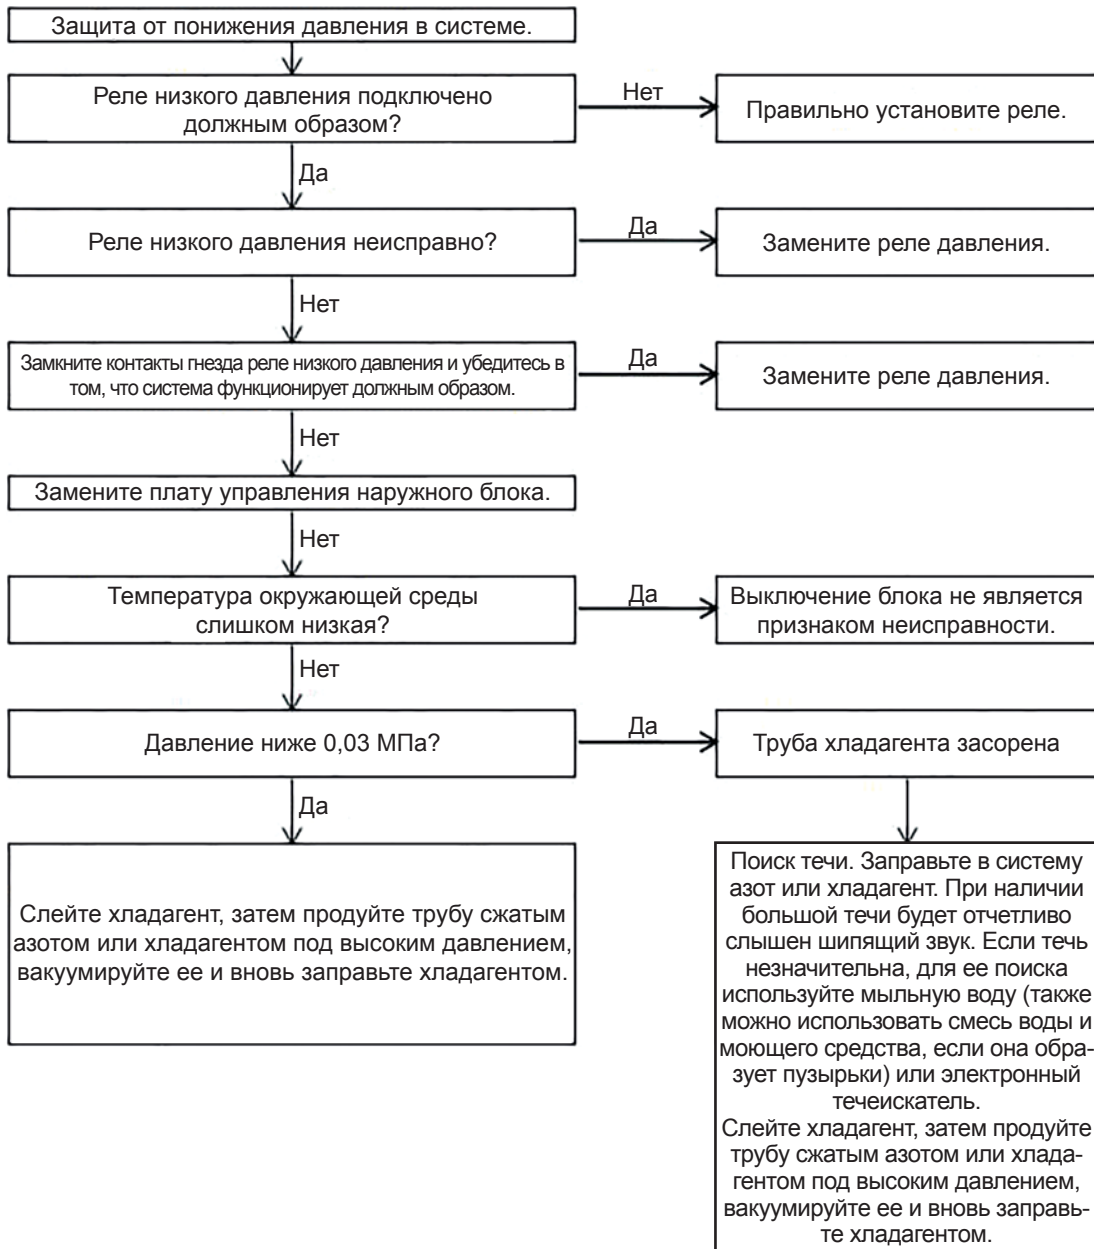 Защита от понижения давления в системе.
Реле низкого давления подключено
должным образом?
Нет
Правильно установите реле.
Да
Реле низкого давления неисправно?
Да
Замените реле давления.
Нет
Замкните контакты гнезда реле низкого давления и убедитесь в
том, что система функционирует должным образом.
Да
Замените реле давления.
Нет
Замените плату управления наружного блока.
Нет
Температура окружающей среды
слишком низкая?
Да
Выключение блока не является
признаком неисправности.
Нет
Давление ниже 0,03 МПа?
Да
Труба хладагента засорена
Да
Слейте хладагент, затем продуйте трубу сжатым
азотом или хладагентом под высоким давлением,
вакуумируйте ее и вновь заправьте хладагентом.
Поиск течи. Заправьте в систему
азот или хладагент. При наличии
большой течи будет отчетливо
слышен шипящий звук. Если течь
незначительна, для ее поиска
используйте мыльную воду (также
можно использовать смесь воды и
моющего средства, если она обра-
зует пузырьки) или электронный
течеискатель.
Слейте хладагент, затем продуйте
трубу сжатым азотом или хлада-
гентом под высоким давлением,
вакуумируйте ее и вновь заправь-
те хладагентом.